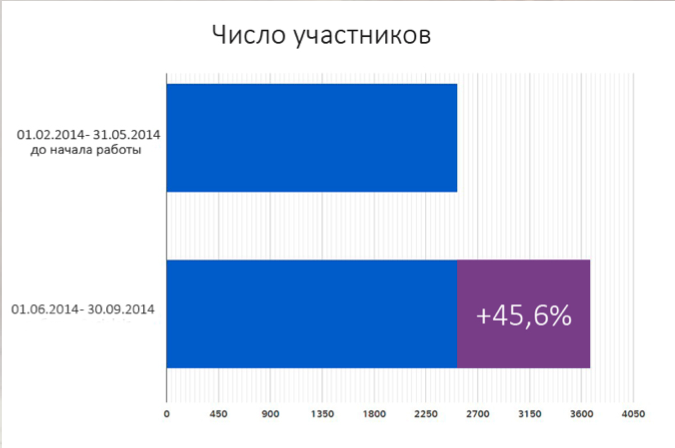 Число участников
01.02.2014- 31.05.2014
до начала работы
01.06.2014- 30.09.2014
+45,6%
0 450 900 1350 1800 2250 2700 3150 3600 4050